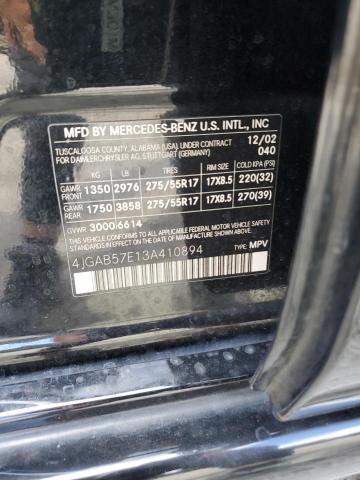 MFD BY MERCEDES-BENZ U.S. INTL., INC
TUSCALOOSA COUNTY, ALABAMA (USA), UNDER CONTRACT 12/02
FOR DAIMLERCHRYSLER AG, STUTTGART (GERMANY) 040
KG LB TIRES RIM SIZE COLD KPA (PSI)
GAWR FRONT 1350 2976 275/55R17 17X8.5 220(32)
GAWR REAR 1750 3858 275/55R17 17X8.5 270(39)
GVWR 3000 6614
THIS VEHICLE CONFORMS TO ALL APPLICABLE FEDERAL MOTOR VEHICLE
SAFETY STANDARDS IN EFFECT ON THE DATE OF MANUFACTURE SHOWN ABOVE.
4JGAB57E13A410894 TYPE: MPV